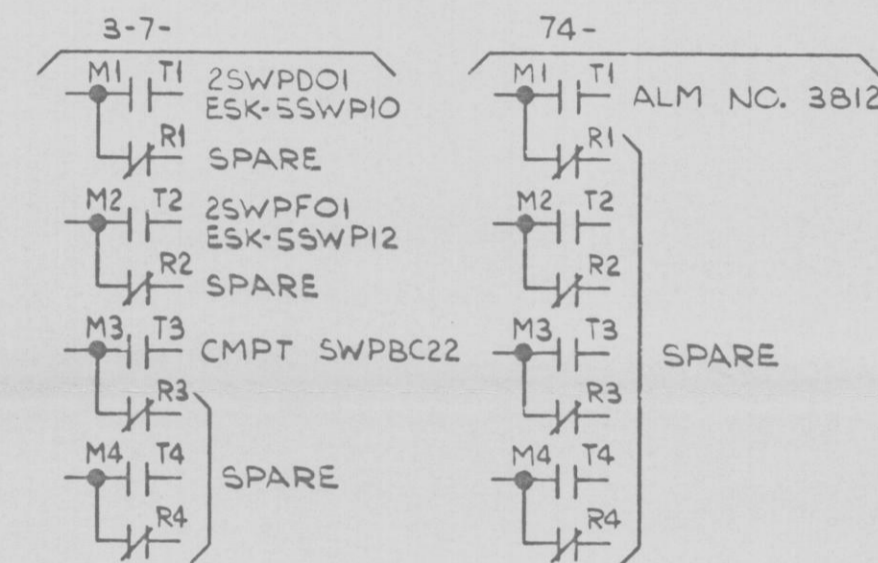 3-7-
M1 T1 2SWPD01
ESK-5SWP10
R1 SPARE
M2 T2 2SWPF01
ESK-5SWP12
R2 SPARE
M3 T3 CMPT SWPBC22
R3
M4 T4 SPARE
R4
74-
M1 T1 ALM NO. 3812
R1
M2 T2
R2
M3 T3 SPARE
R3
M4 T4
R4